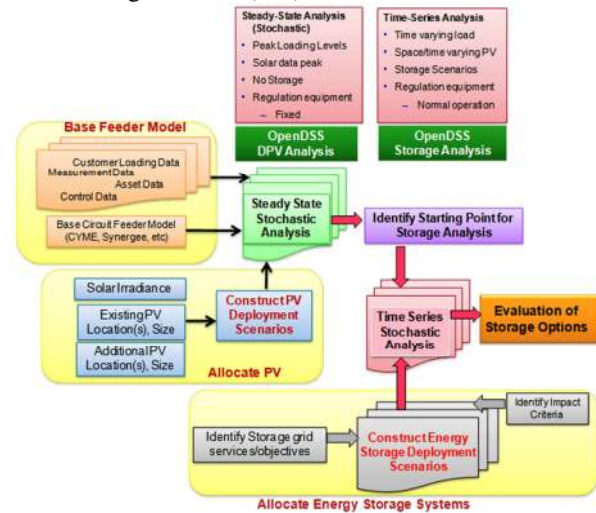 Steady-State Analysis
(Stochastic)
• Peak Loading Levels
• Solar data peak
• No Storage
• Regulation equipment
– Fixed
OpenDSS
DPV Analysis
Time-Series Analysis
• Time varying load
• Space/time varying PV
• Storage Scenarios
• Regulation equipment
– Normal operation
OpenDSS
Storage Analysis
Base Feeder Model
Customer Loading Data
Measurement Data
Asset Data
Control Data
Base Circuit Feeder Model
(CYME, Synergee, etc)
Steady State
Stochastic
Analysis
Identify Starting Point for
Storage Analysis
Solar Irradiance
Existing PV
Location(s), Size
Additional PV
Location(s), Size
Construct PV
Deployment
Scenarios
Allocate PV
Time Series
Stochastic
Analysis
Evaluation of
Storage Options
Identify Impact
Criteria
Identify Storage grid
services/objectives
Construct Energy
Storage Deployment
Scenarios
Allocate Energy Storage Systems